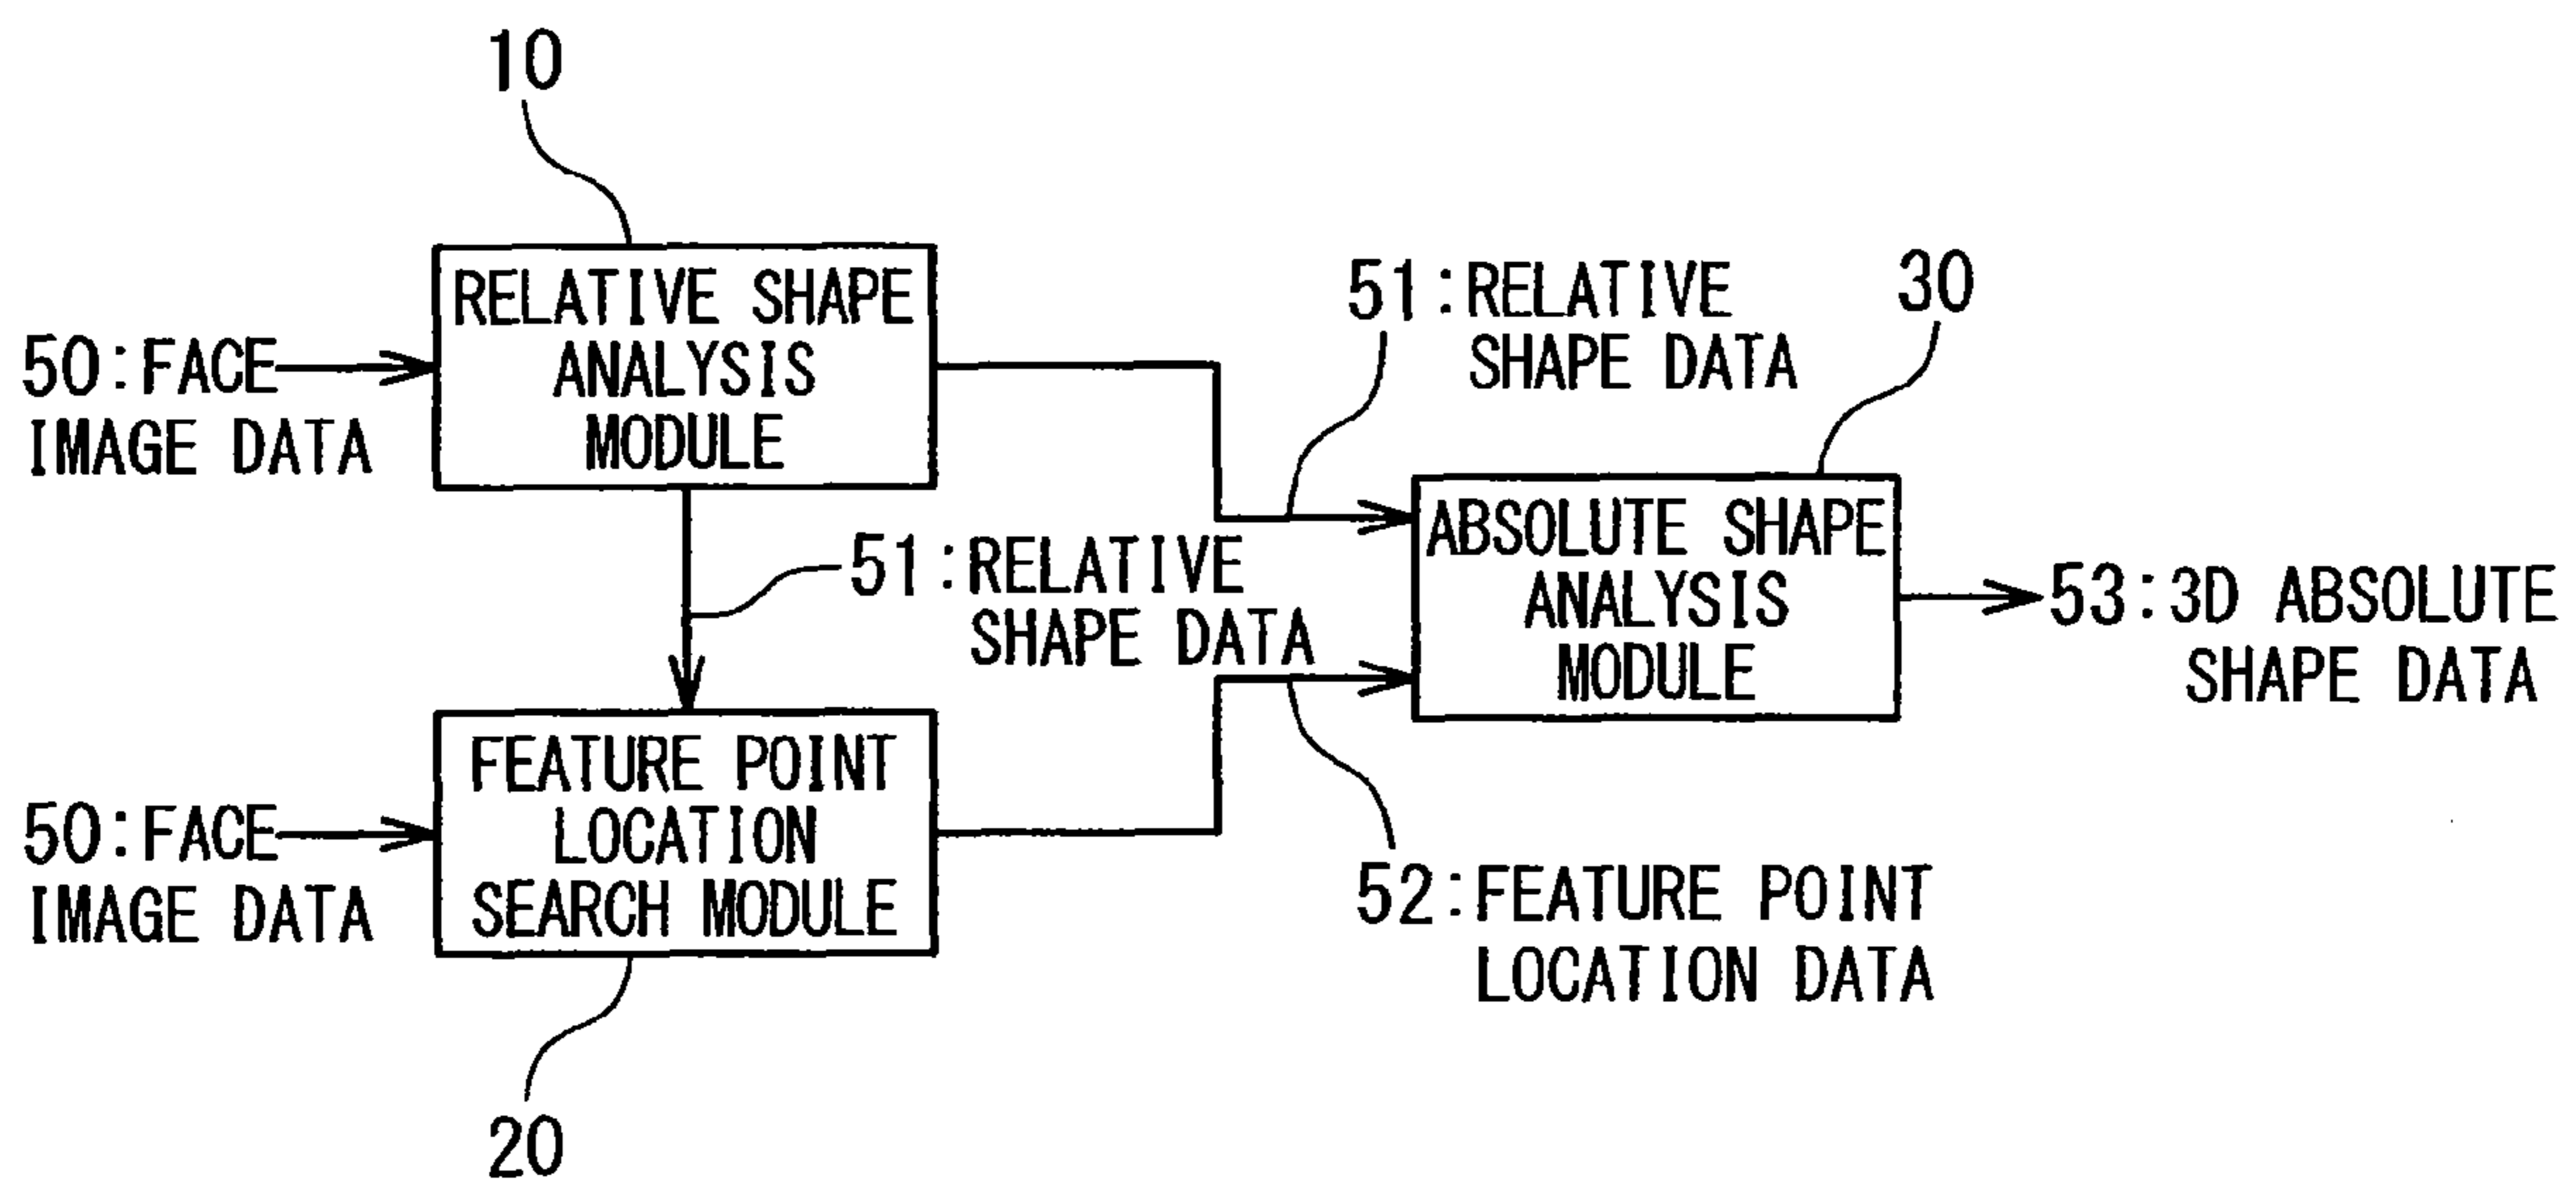 10
RELATIVE SHAPE
ANALYSIS
MODULE
50:FACE
IMAGE DATA
51:RELATIVE
SHAPE DATA
30
51:RELATIVE
SHAPE DATA
ABSOLUTE SHAPE
ANALYSIS
MODULE
53:3D ABSOLUTE
SHAPE DATA
50:FACE
IMAGE DATA
FEATURE POINT
LOCATION
SEARCH MODULE
52:FEATURE POINT
LOCATION DATA
20